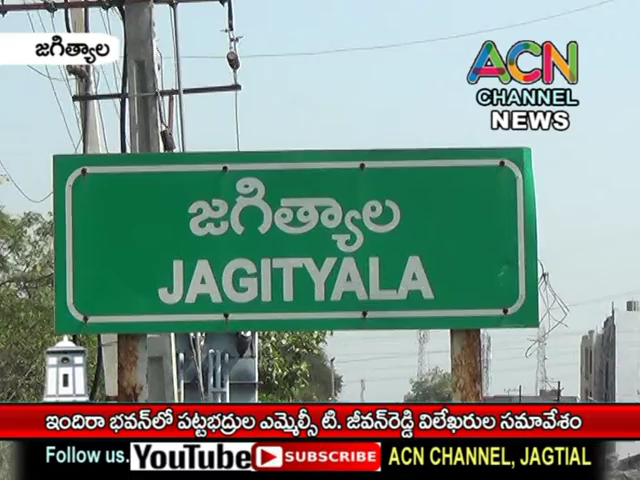 జగిత్యాల
ACN
CHANNEL
NEWS
జగిత్యాల
JAGITYALA
ఇందిరా భవన్‌లో పట్టభద్రుల ఎమ్మెల్సీ టి. జీవన్‌రెడ్డి విలేఖరుల సమావేశం
Follow us. YouTube SUBSCRIBE ACN CHANNEL, JAGTIAL